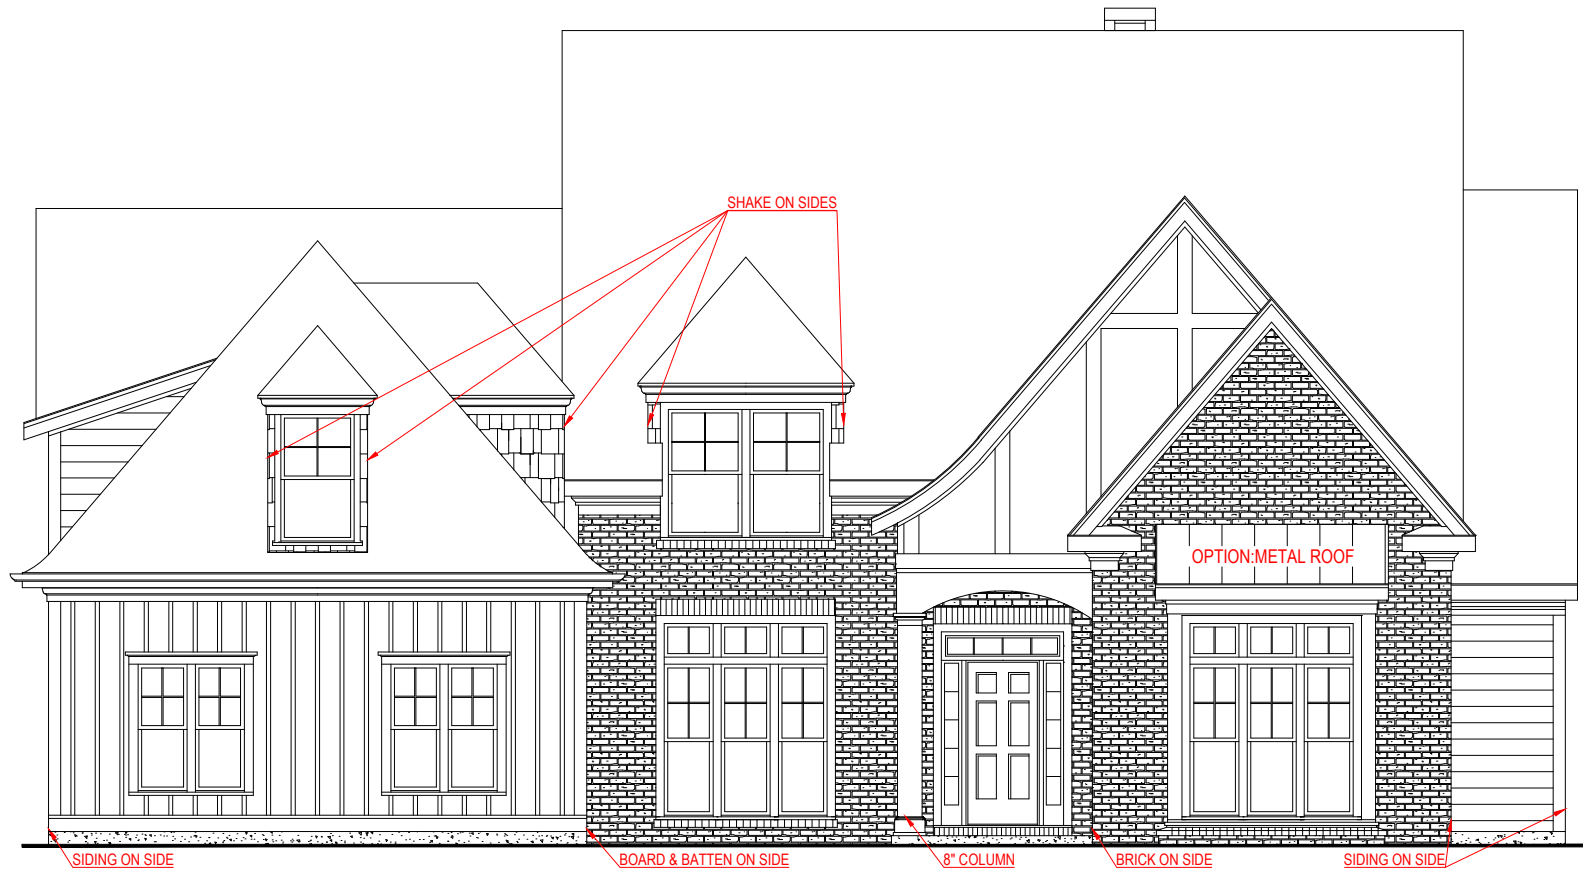 SHAKE ON SIDES
OPTION:METAL ROOF
SIDING ON SIDE
BOARD & BATTEN ON SIDE
8" COLUMN
BRICK ON SIDE
SIDING ON SIDE